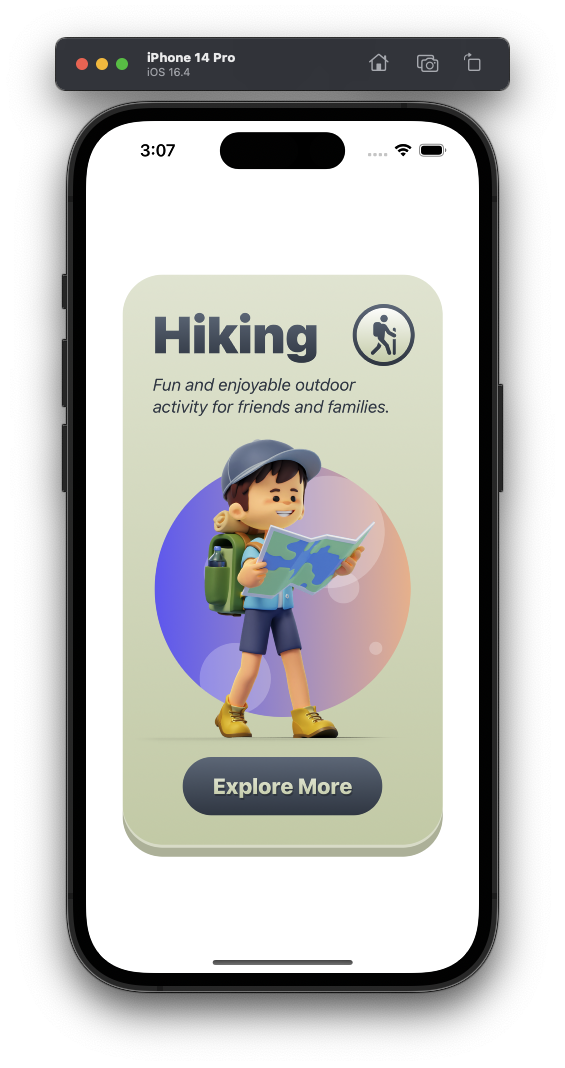 iPhone 14 Pro
iOS 16.4
3:07
Hiking
Fun and enjoyable outdoor
activity for friends and families.
Explore More